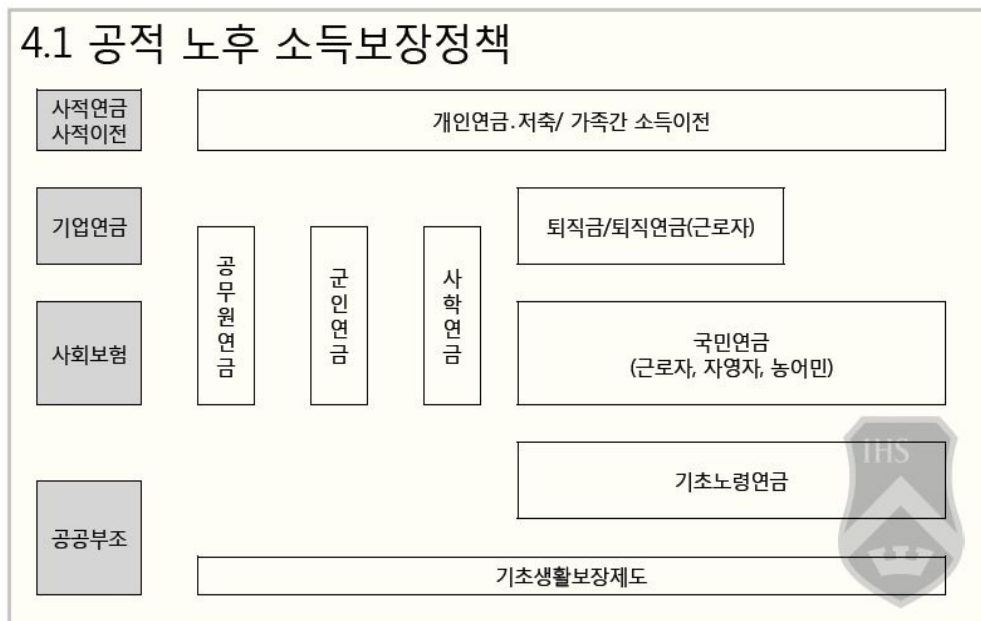 4.1 공적 노후 소득보장정책
사적연금
사적이전
개인연금.저축/ 가족간 소득이전
기업연금
퇴직금/퇴직연금(근로자)
공무원연금
군인연금
사학연금
사회보험
국민연금
(근로자, 자영자, 농어민)
IHS
기초노령연금
공공부조
기초생활보장제도